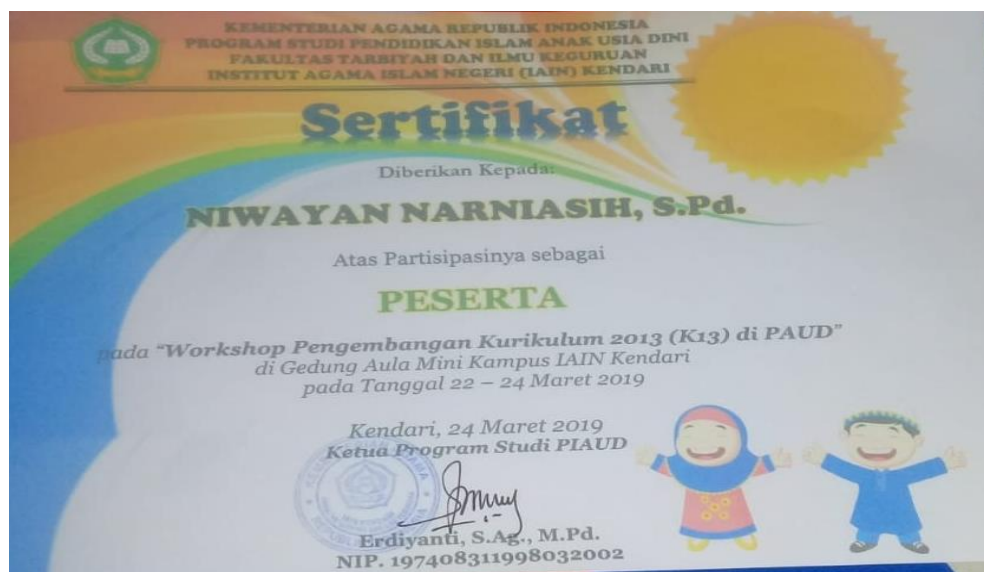 KEMENTERIAN AGAMA REPUBLIK INDONESIA
PROGRAM STUDI PENDIDIKAN ISLAM ANAK USIA DINI
FAKULTAS TARBIYAH DAN ILMU KEGURUAN
INSTITUT AGAMA ISLAM NEGERI (IAIN) KENDARI
Sertifikat
Diberikan Kepada:
NIWAYAN NARNIASIH, S.Pd.
Atas Partisipasinya sebagai
PESERTA
pada "Workshop Pengembangan Kurikulum 2013 (K13) di PAUD"
di Gedung Aula Mini Kampus IAIN Kendari
pada Tanggal 22 – 24 Maret 2019
Kendari, 24 Maret 2019
Ketua Program Studi PIAUD
KEMENTERIAN AGAMA
Erdiyanti, S.Ag., M.Pd.
NIP. 197408311998032002